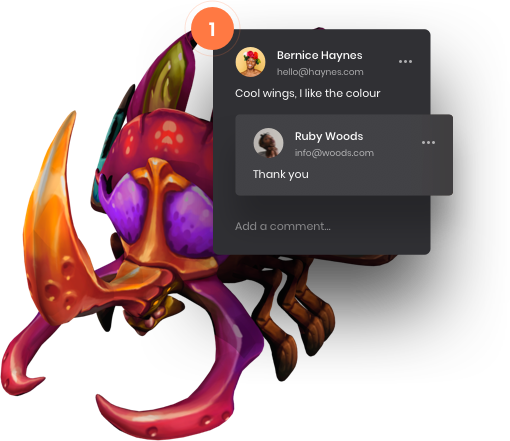 1
Bernice Haynes
hello@haynes.com
Cool wings, I like the colour
Ruby Woods
info@woods.com
Thank you
Add a comment...